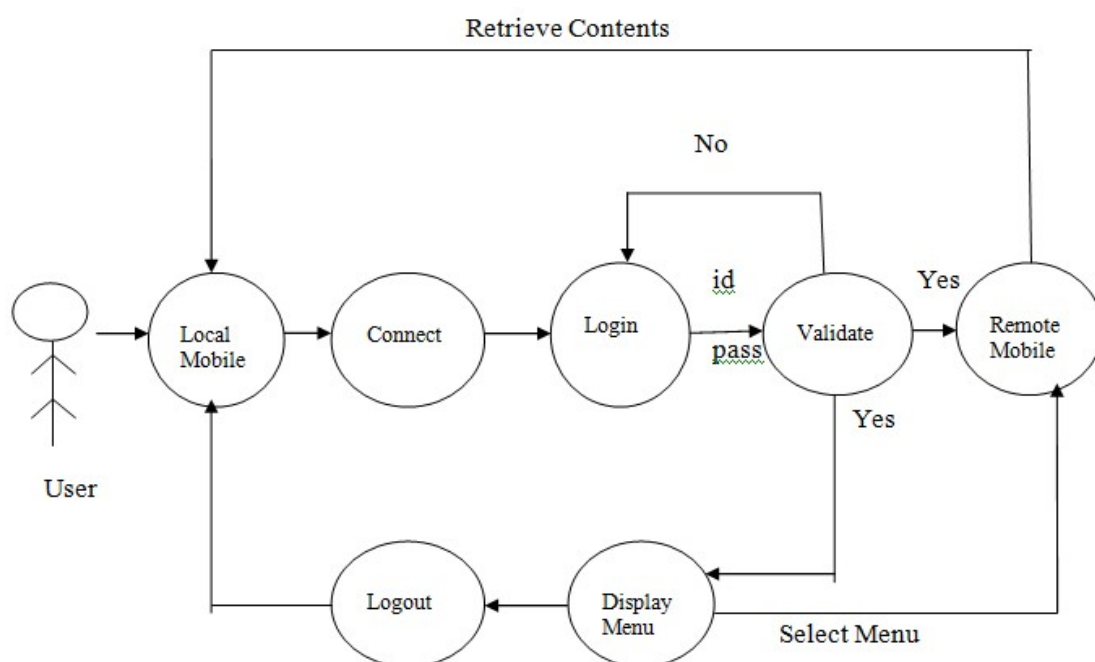 Retrieve Contents
No
id
Yes
Local
Mobile
Connect
Login
Validate
Remote
Mobile
pass
Yes
User
Logout
Display
Menu
Select Menu